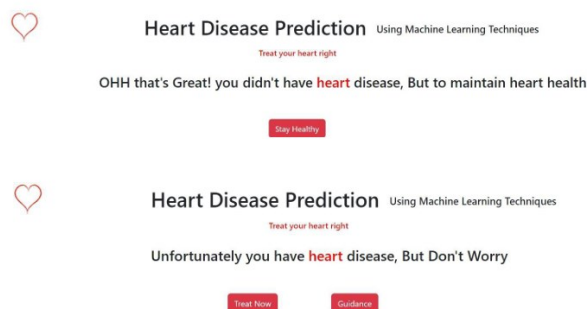 Heart Disease Prediction Using Machine Learning Techniques
Treat your heart right
OHH that's Great! you didn't have heart disease, But to maintain heart health
Stay Healthy
Heart Disease Prediction Using Machine Learning Techniques
Treat your heart right
Unfortunately you have heart disease, But Don't Worry
Treat Now Guidance